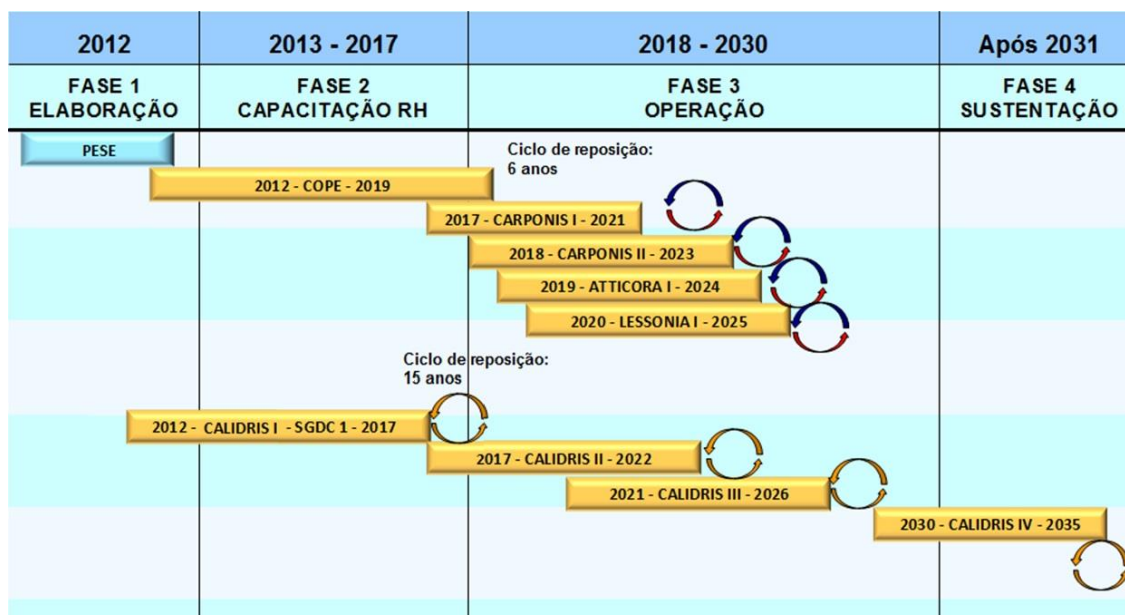 2012
2013 - 2017
2018 - 2030
Após 2031
FASE 1
ELABORAÇÃO
FASE 2
CAPACITAÇÃO RH
FASE 3
OPERAÇÃO
FASE 4
SUSTENTAÇÃO
PESE
Ciclo de reposição:
6 anos
2012 - COPE - 2019
2017 - CARPONIS I - 2021
2018 - CARPONIS II - 2023
2019 - ATTICORA I - 2024
2020 - LESSONIA I - 2025
Ciclo de reposição:
15 anos
2012 - CALIDRIS I - SGDC 1 - 2017
2017 - CALIDRIS II - 2022
2021 - CALIDRIS III - 2026
2030 - CALIDRIS IV - 2035